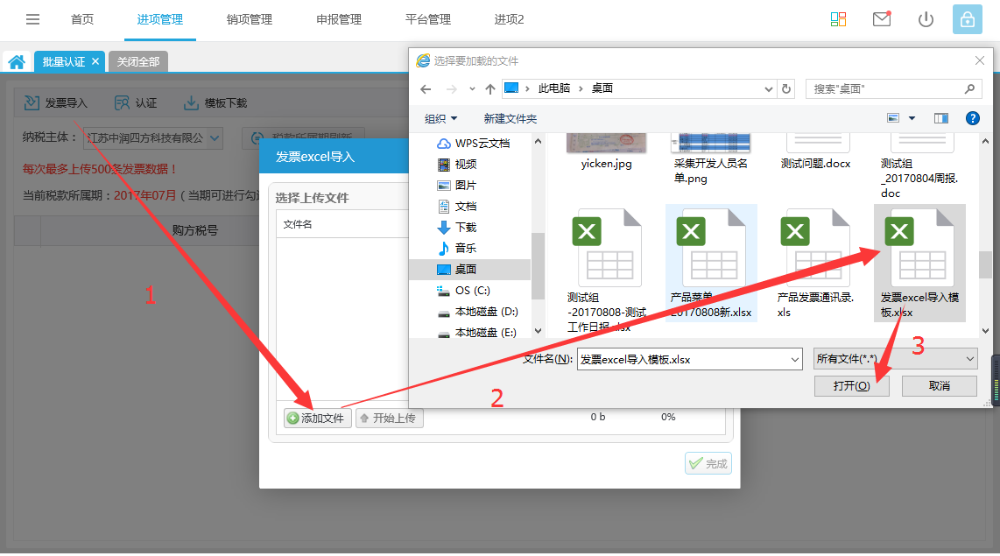 首页
进项管理
销项管理
申报管理
平台管理
进项2
批量认证
关闭全部
发票导入
认证
模板下载
纳税主体：
江苏中润四方科技有限公
税款所属期刷新
每次最多上传500条发票数据！
当前税款所属期：2017年07月 ( 当期可进行勾选
购方税号
发票excel导入
选择上传文件
文件名
添加文件
开始上传
0 b
0%
完成
选择要加载的文件
此电脑
桌面
搜索"桌面"
组织
新建文件夹
WPS云文档
视频
图片
文档
下载
音乐
桌面
OS (C:)
本地磁盘 (D:)
本地磁盘 (E:)
yicken.jpg
采集开发人员名
单.png
测试问题.docx
测试组
_20170804周报.
doc
测试组
-20170808-测试
工作日报.xlsx
产品菜单
20170808新.xlsx
产品发票通讯录.
xls
发票excel导入模
板.xlsx
文件名(N):
发票excel导入模板.xlsx
所有文件(*.*)
打开(O)
取消
1
2
3